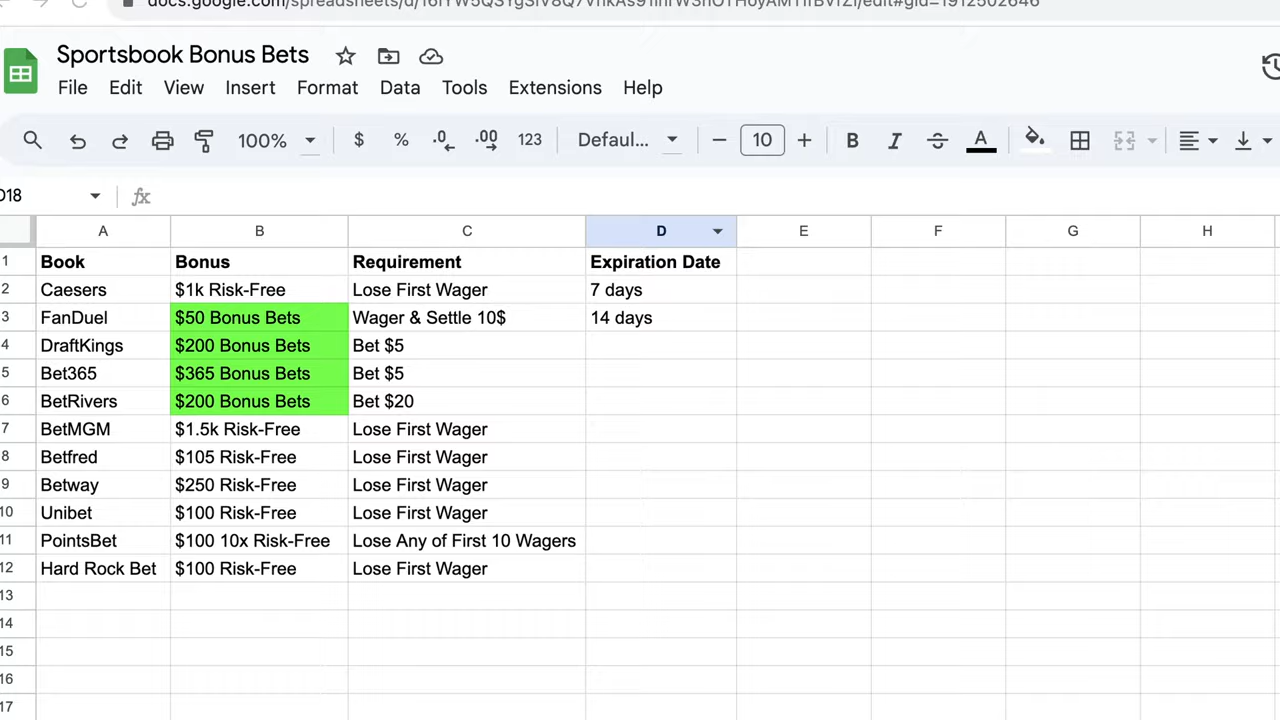 Sportsbook Bonus Bets
File Edit View Insert Format Data Tools Extensions Help
100% $ % .0 .00 123 Defaul... 10 B I A
D18 fx
A B C D E F G H
1 Book Bonus Requirement Expiration Date
2 Caesers $1k Risk-Free Lose First Wager 7 days
3 FanDuel $50 Bonus Bets Wager & Settle 10$ 14 days
4 DraftKings $200 Bonus Bets Bet $5
5 Bet365 $365 Bonus Bets Bet $5
6 BetRivers $200 Bonus Bets Bet $20
7 BetMGM $1.5k Risk-Free Lose First Wager
8 Betfred $105 Risk-Free Lose First Wager
9 Betway $250 Risk-Free Lose First Wager
10 Unibet $100 Risk-Free Lose First Wager
11 PointsBet $100 10x Risk-Free Lose Any of First 10 Wagers
12 Hard Rock Bet $100 Risk-Free Lose First Wager
13
14
15
16
17